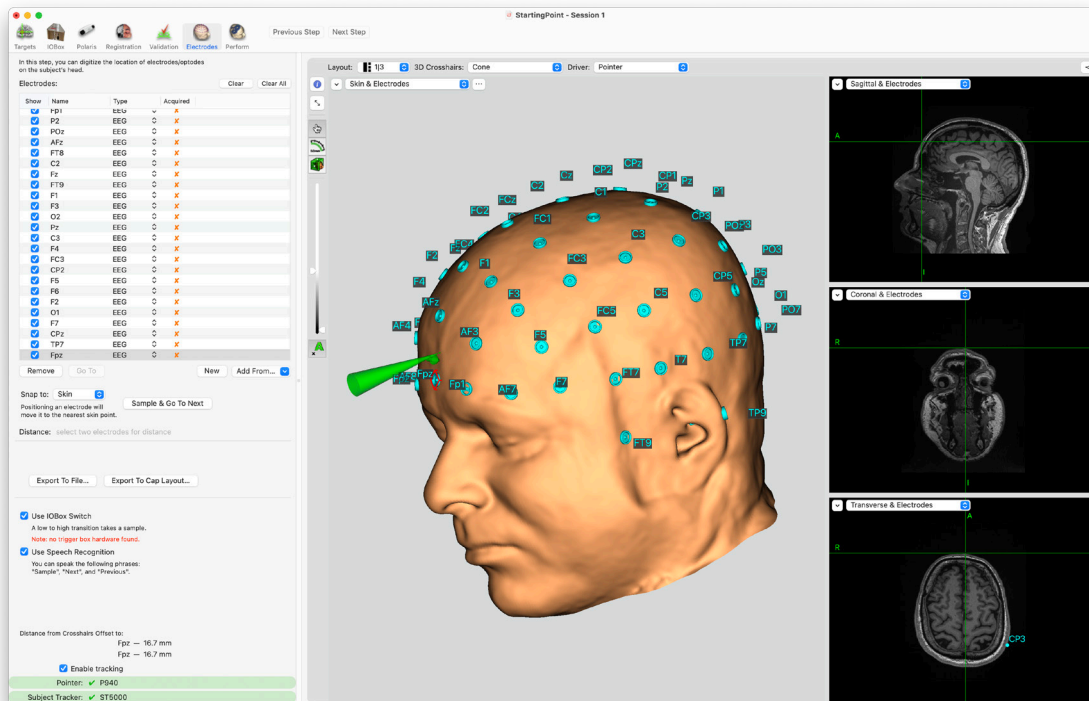 StartingPoint - Session 1
Targets IOBox Polaris Registration Validation Electrodes Perform Previous Step Next Step
In this step, you can digitize the location of electrodes/optodes
on the subject's head.
Electrodes: Clear Clear All
Show Name Type Acquired
Fp1 EEG
P2 EEG
POz EEG
AFz EEG
FT8 EEG
C2 EEG
Fz EEG
FT9 EEG
F1 EEG
F3 EEG
O2 EEG
Pz EEG
C3 EEG
F4 EEG
FC3 EEG
CP2 EEG
F5 EEG
F6 EEG
F2 EEG
O1 EEG
F7 EEG
CPz EEG
TP7 EEG
Fpz EEG
Remove Go To New Add From...
Snap to: Skin
Positioning an electrode will
move it to the nearest skin point.
Sample & Go To Next
Distance: select two electrodes for distance
Export To File... Export To Cap Layout...
Use IOBox Switch
A low to high transition takes a sample.
Note: no trigger box hardware found.
Use Speech Recognition
You can speak the following phrases:
"Sample", "Next", and "Previous".
Distance from Crosshairs Offset to:
Fpz — 16.7 mm
Fpz — 16.7 mm
Enable tracking
Pointer: P940
Subject Tracker: ST5000
Layout: 1|3 3D Crosshairs: Cone Driver: Pointer
Skin & Electrodes
CPz
Cz CP2 CP1 Pz
C2 C1 P2 P1
FCz
FC2 FC1 CP3
C3 PO3
F2 F1 FC3 CP5 P5
Oz
F4 F3 C5 O1
AFz FC5 PO7
AF4 AF3 F5 P7
T7 TP7
Fpz Fp1 AF7 F7 FT7
TP9
FT9
Sagittal & Electrodes
A
I
Coronal & Electrodes
R
I
Transverse & Electrodes
A
R
CP3